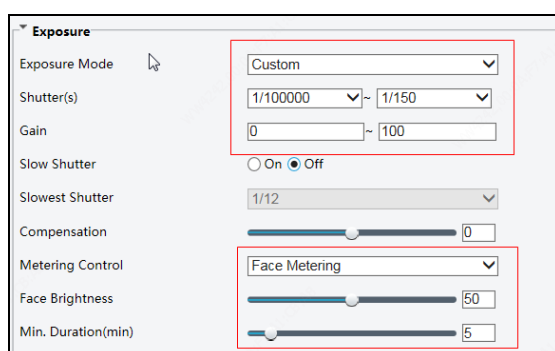 Exposure
Exposure Mode Custom
Shutter(s) 1/100000 ~ 1/150
Gain 0 ~ 100
Slow Shutter On Off
Slowest Shutter 1/12
Compensation 0
Metering Control Face Metering
Face Brightness 50
Min. Duration(min) 5